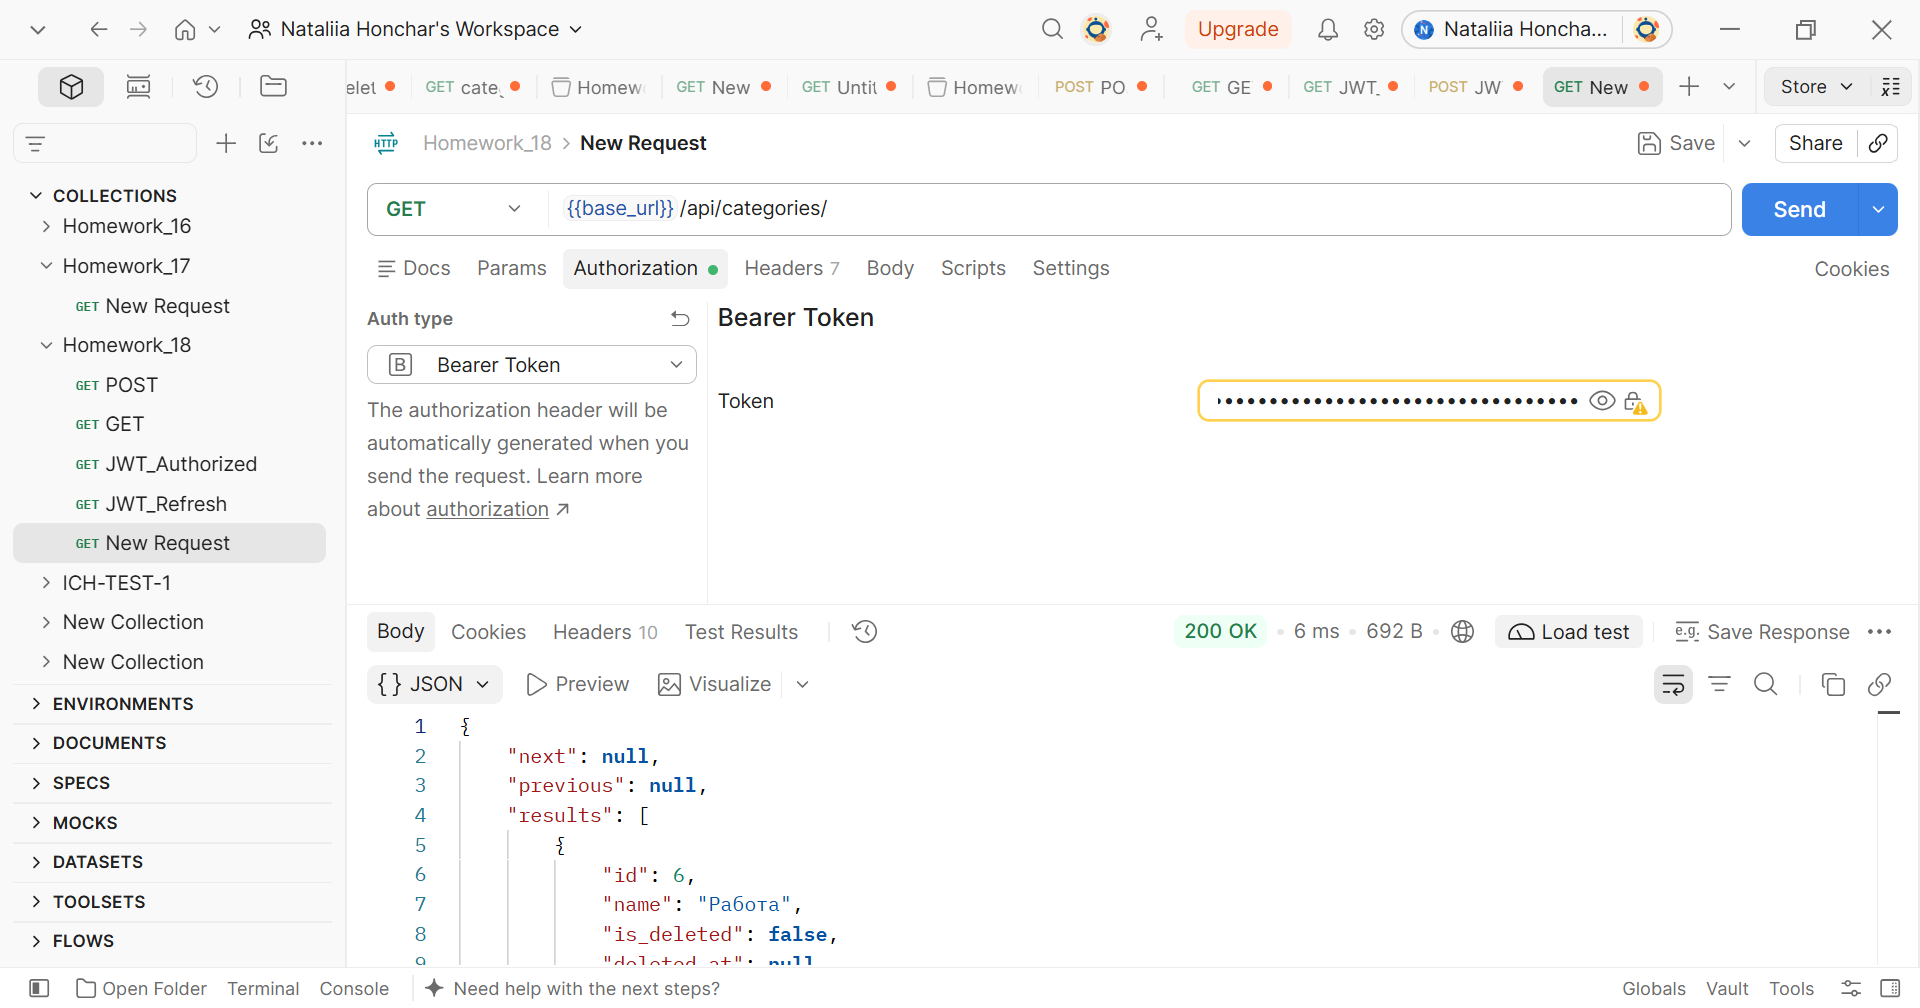 Nataliia Honchar's Workspace
Upgrade
Nataliia Honcha...
elet
GET cate
Homew
GET New
GET Untit
Homew
POST PO
GET GE
GET JWT_
POST JW
GET New
Store
HTTP
Homework_18 > New Request
Save
Share
COLLECTIONS
Homework_16
Homework_17
GET New Request
Homework_18
GET POST
GET GET
GET JWT_Authorized
GET JWT_Refresh
GET New Request
ICH-TEST-1
New Collection
New Collection
ENVIRONMENTS
DOCUMENTS
SPECS
MOCKS
DATASETS
TOOLSETS
FLOWS
GET
{{base_url}} /api/categories/
Send
Docs
Params
Authorization
Headers 7
Body
Scripts
Settings
Cookies
Auth type
B Bearer Token
The authorization header will be
automatically generated when you
send the request. Learn more
about authorization ↗
Bearer Token
Token
Body
Cookies
Headers 10
Test Results
200 OK
6 ms
692 B
Load test
e.g. Save Response
{} JSON
Preview
Visualize
1 {
2 "next": null,
3 "previous": null,
4 "results": [
5 {
6 "id": 6,
7 "name": "Работа",
8 "is_deleted": false,
9 "deleted_at": null
Open Folder
Terminal
Console
Need help with the next steps?
Globals
Vault
Tools